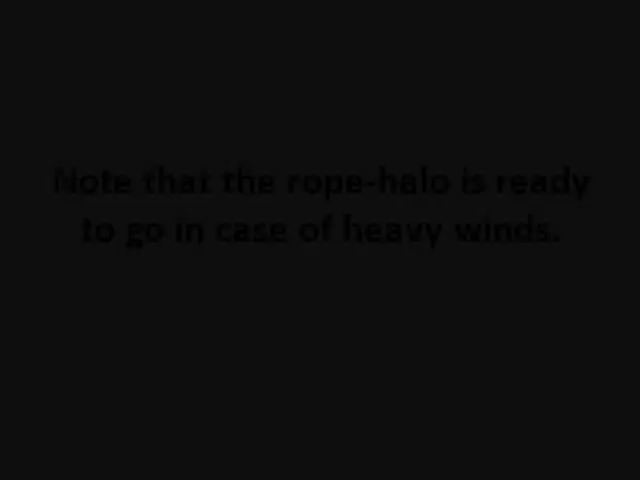 Note that the rope-halo is ready
to go in case of heavy winds.